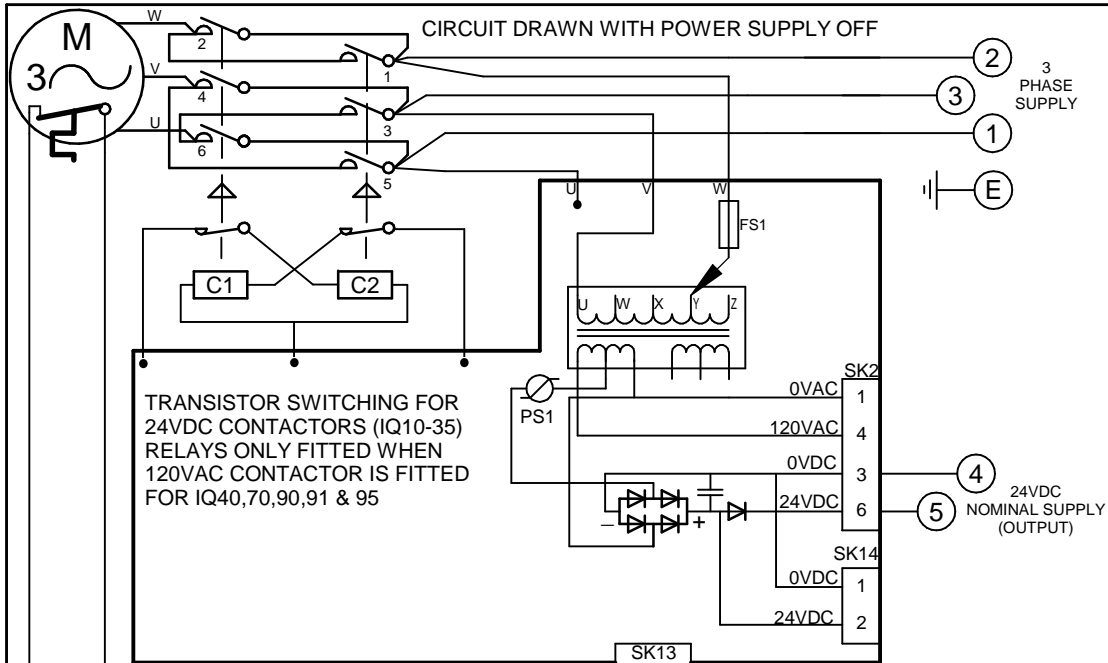 CIRCUIT DRAWN WITH POWER SUPPLY OFF
W
M
3
V
U
2
1
4
3
6
5
2
3
1
E
3
PHASE
SUPPLY
U
V
W
FS1
C1
C2
U
W
X
Y
Z
TRANSISTOR SWITCHING FOR
24VDC CONTACTORS (IQ10-35)
RELAYS ONLY FITTED WHEN
120VAC CONTACTOR IS FITTED
FOR IQ40,70,90,91 & 95
PS1
SK2
0VAC 1
120VAC 4
0VDC 3
24VDC 6
4
5
24VDC
NOMINAL SUPPLY
(OUTPUT)
– +
SK14
0VDC 1
24VDC 2
SK13